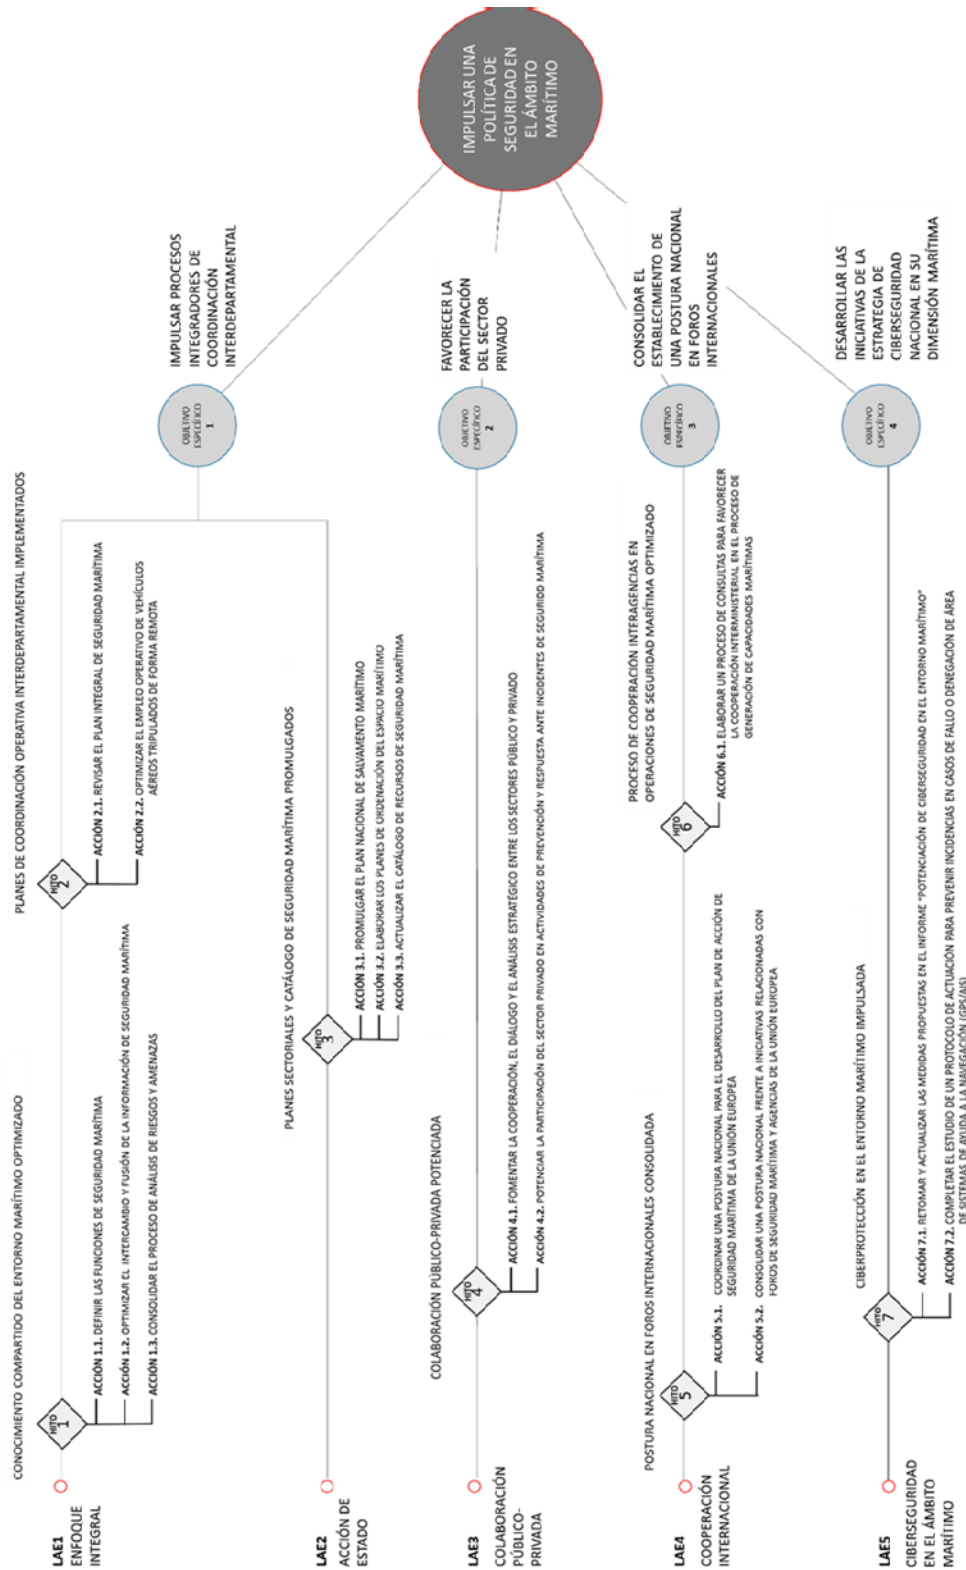 CONOCIMIENTO COMPARTIDO DEL ENTORNO MARÍTIMO OPTIMIZADO
PLANES DE COORDINACIÓN OPERATIVA INTERDEPARTAMENTAL IMPLEMENTADOS
LAE1
ENFOQUE
INTEGRAL
HITO
1
ACCIÓN 1.1. DEFINIR LAS FUNCIONES DE SEGURIDAD MARÍTIMA
ACCIÓN 1.2. OPTIMIZAR EL INTERCAMBIO Y FUSIÓN DE LA INFORMACIÓN DE SEGURIDAD MARÍTIMA
ACCIÓN 1.3. CONSOLIDAR EL PROCESO DE ANÁLISIS DE RIESGOS Y AMENAZAS
HITO
2
ACCIÓN 2.1. REVISAR EL PLAN INTEGRAL DE SEGURIDAD MARÍTIMA
ACCIÓN 2.2. OPTIMIZAR EL EMPLEO OPERATIVO DE VEHÍCULOS
AÉREOS TRIPULADOS DE FORMA REMOTA
OBJETIVO
ESPECÍFICO
1
IMPULSAR PROCESOS
INTEGRADORES DE
COORDINACIÓN
INTERDEPARTAMENTAL
PLANES SECTORIALES Y CATÁLOGO DE SEGURIDAD MARÍTIMA PROMULGADOS
LAE2
ACCIÓN DE
ESTADO
HITO
3
ACCIÓN 3.1. PROMULGAR EL PLAN NACIONAL DE SALVAMENTO MARÍTIMO
ACCIÓN 3.2. ELABORAR LOS PLANES DE ORDENACIÓN DEL ESPACIO MARÍTIMO
ACCIÓN 3.3. ACTUALIZAR EL CATÁLOGO DE RECURSOS DE SEGURIDAD MARÍTIMA
COLABORACIÓN PÚBLICO-PRIVADA POTENCIADA
LAE3
COLABORACIÓN
PÚBLICO-
PRIVADA
HITO
4
ACCIÓN 4.1. FOMENTAR LA COOPERACIÓN, EL DIÁLOGO Y EL ANÁLISIS ESTRATÉGICO ENTRE LOS SECTORES PÚBLICO Y PRIVADO
ACCIÓN 4.2. POTENCIAR LA PARTICIPACIÓN DEL SECTOR PRIVADO EN ACTIVIDADES DE PREVENCIÓN Y RESPUESTA ANTE INCIDENTES DE SEGURIDO MARÍTIMA
OBJETIVO
ESPECÍFICO
2
FAVORECER LA
PARTICIPACIÓN
DEL SECTOR
PRIVADO
IMPULSAR UNA
POLÍTICA DE
SEGURIDAD EN
EL ÁMBITO
MARÍTIMO
POSTURA NACIONAL EN FOROS INTERNACIONALES CONSOLIDADA
PROCESO DE COOPERACIÓN INTERAGENCIAS EN
OPERACIONES DE SEGURIDAD MARÍTIMA OPTIMIZADO
LAE4
COOPERACIÓN
INTERNACIONAL
HITO
5
ACCIÓN 5.1. COORDINAR UNA POSTURA NACIONAL PARA EL DESARROLLO DEL PLAN DE ACCIÓN DE
SEGURIDAD MARÍTIMA DE LA UNIÓN EUROPEA
ACCIÓN 5.2. CONSOLIDAR UNA POSTURA NACIONAL FRENTE A INICIATIVAS RELACIONADAS CON
FOROS DE SEGURIDAD MARÍTIMA Y AGENCIAS DE LA UNIÓN EUROPEA
HITO
6
ACCIÓN 6.1. ELABORAR UN PROCESO DE CONSULTAS PARA FAVORECER
LA COOPERACIÓN INTERMINISTERIAL EN EL PROCESO DE
GENERACIÓN DE CAPACIDADES MARÍTIMAS
OBJETIVO
ESPECÍFICO
3
CONSOLIDAR EL
ESTABLECIMIENTO DE
UNA POSTURA NACIONAL
EN FOROS
INTERNACIONALES
CIBERPROTECCIÓN EN EL ENTORNO MARÍTIMO IMPULSADA
LAE5
CIBERSEGURIDAD
EN EL ÁMBITO
MARÍTIMO
HITO
7
ACCIÓN 7.1. RETOMAR Y ACTUALIZAR LAS MEDIDAS PROPUESTAS EN EL INFORME "POTENCIACIÓN DE CIBERSEGURIDAD EN EL ENTORNO MARÍTIMO"
ACCIÓN 7.2. COMPLETAR EL ESTUDIO DE UN PROTOCOLO DE ACTUACIÓN PARA PREVENIR INCIDENCIAS EN CASOS DE FALLO O DENEGACIÓN DE ÁREA
DE SISTEMAS DE AYUDA A LA NAVEGACIÓN (GPS/AIS)
OBJETIVO
ESPECÍFICO
4
DESARROLLAR LAS
INICIATIVAS DE LA
ESTRATEGIA DE
CIBERSEGURIDAD
NACIONAL EN SU
DIMENSIÓN MARÍTIMA